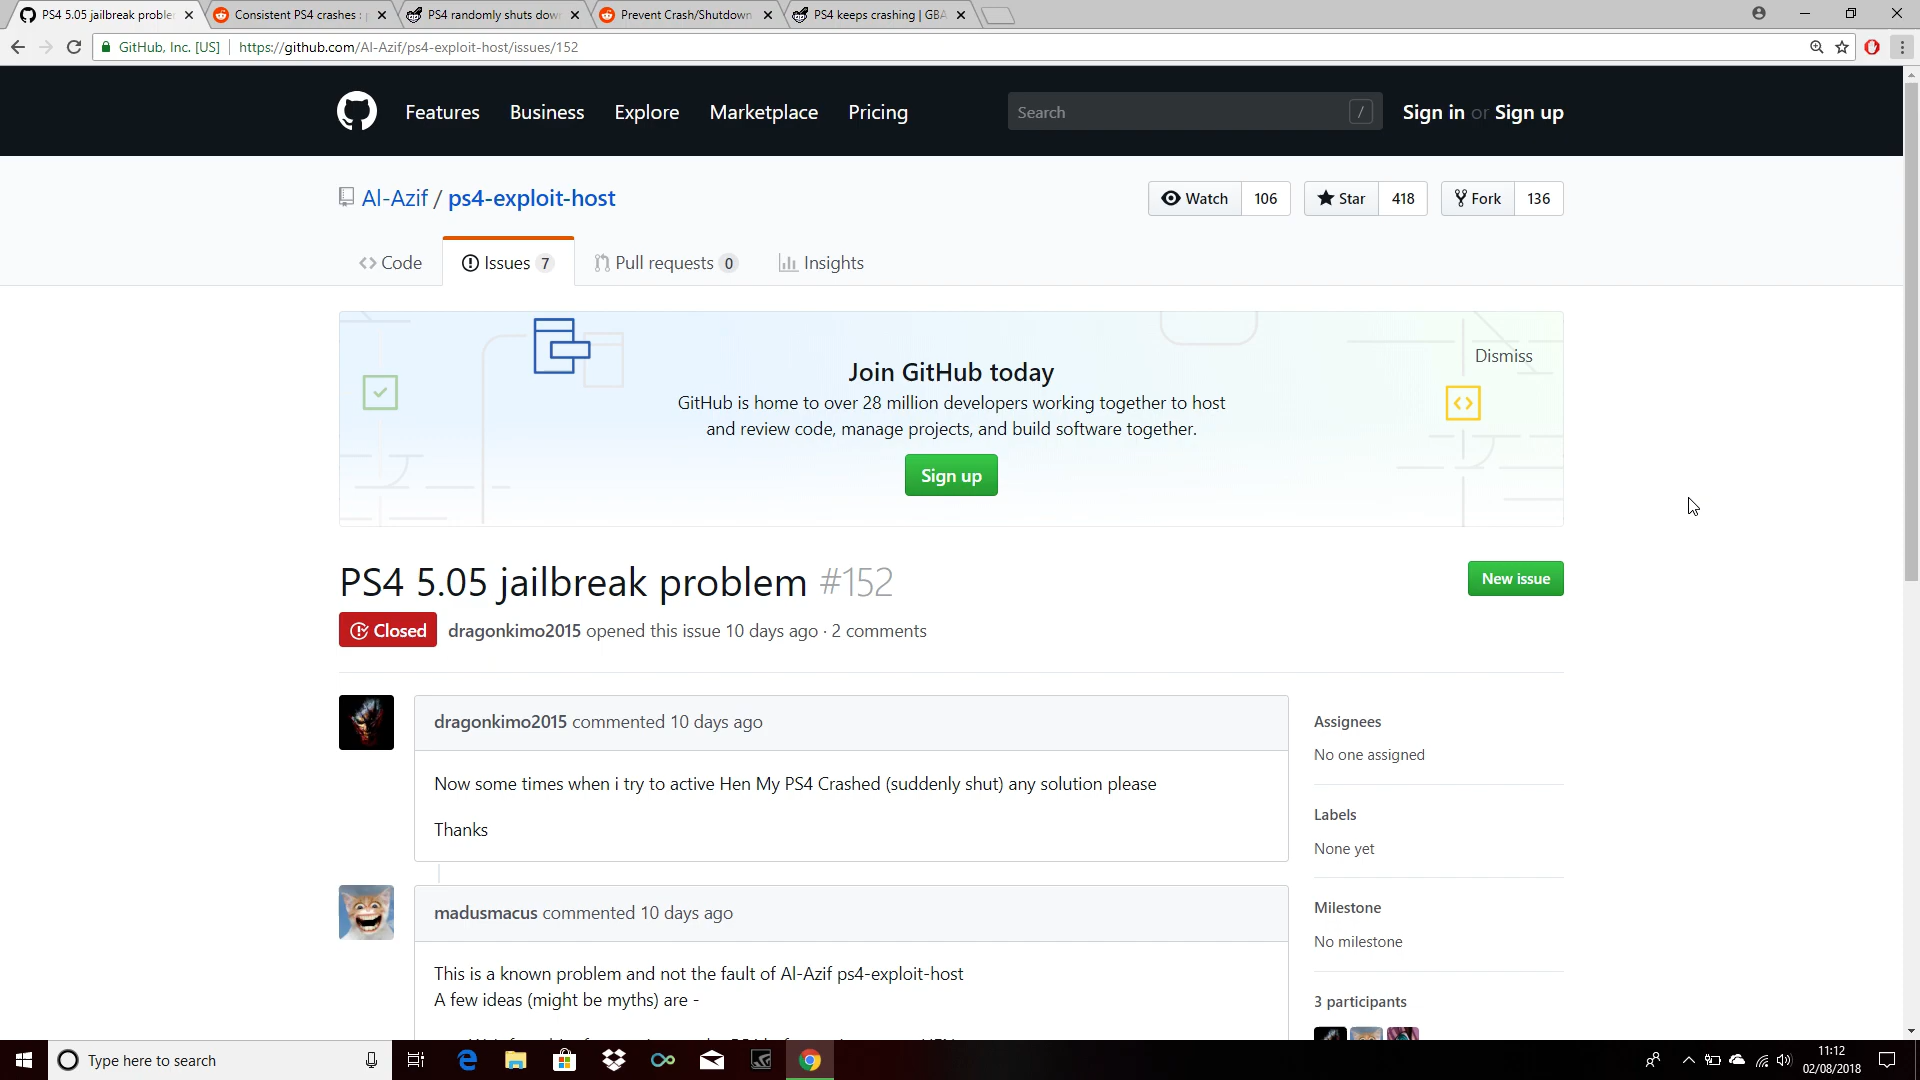 PS4 5.05 jailbreak proble
Consistent PS4 crashes :
PS4 randomly shuts dow
Prevent Crash/Shutdown
PS4 keeps crashing | GBA
GitHub, Inc. [US]
https://github.com/Al-Azif/ps4-exploit-host/issues/152
Features
Business
Explore
Marketplace
Pricing
Search
/
Sign in or Sign up
Al-Azif / ps4-exploit-host
Watch 106
Star 418
Fork 136
Code
Issues 7
Pull requests 0
Insights
Dismiss
Join GitHub today
GitHub is home to over 28 million developers working together to host
and review code, manage projects, and build software together.
Sign up
PS4 5.05 jailbreak problem #152
New issue
Closed
dragonkimo2015 opened this issue 10 days ago · 2 comments
dragonkimo2015 commented 10 days ago
Now some times when i try to active Hen My PS4 Crashed (suddenly shut) any solution please
Thanks
madusmacus commented 10 days ago
This is a known problem and not the fault of Al-Azif ps4-exploit-host
A few ideas (might be myths) are -
Assignees
No one assigned
Labels
None yet
Milestone
No milestone
3 participants
Type here to search
11:12
02/08/2018